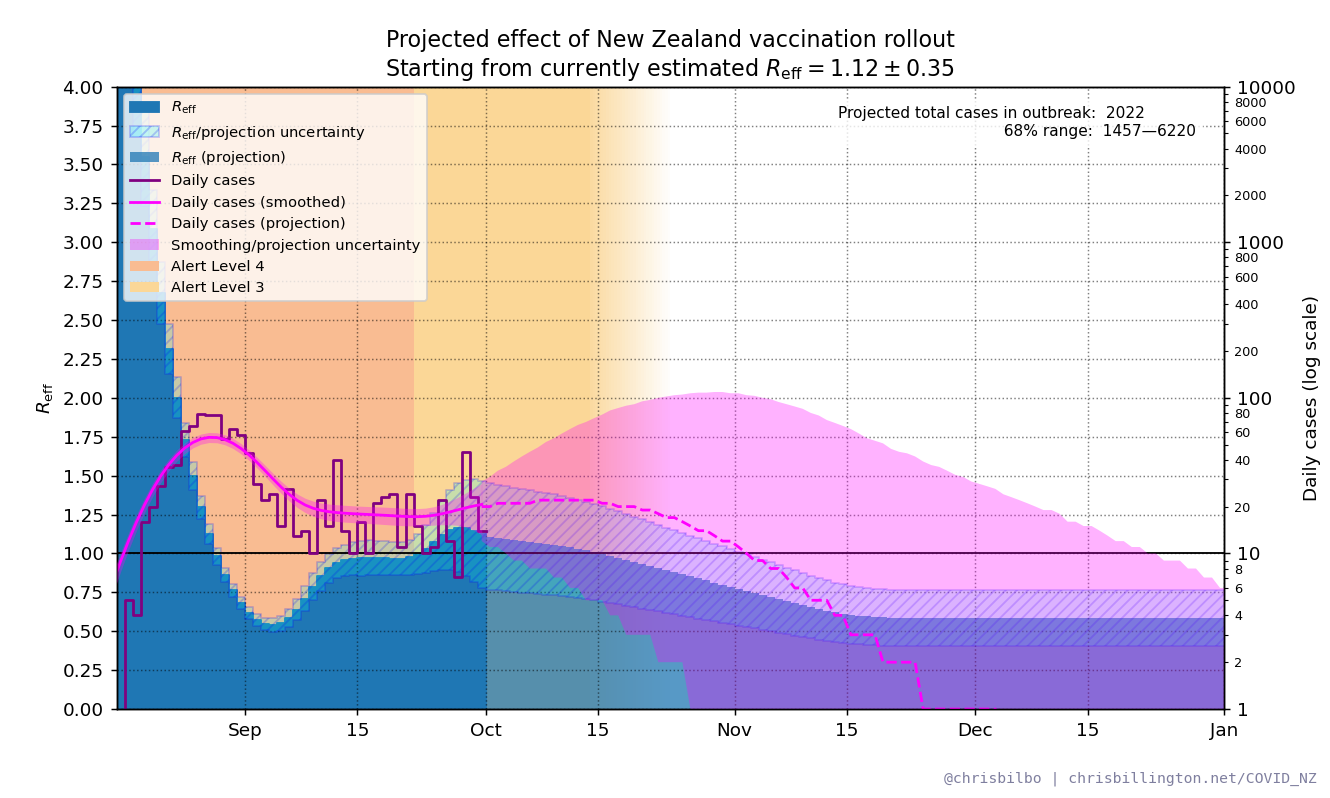 Projected effect of New Zealand vaccination rollout
Starting from currently estimated Reff = 1.12 ± 0.35
Projected total cases in outbreak: 2022
68% range: 1457—6220
Reff
Reff/projection uncertainty
Reff (projection)
Daily cases
Daily cases (smoothed)
Daily cases (projection)
Smoothing/projection uncertainty
Alert Level 4
Alert Level 3
Reff
4.00
3.75
3.50
3.25
3.00
2.75
2.50
2.25
2.00
1.75
1.50
1.25
1.00
0.75
0.50
0.25
0.00
Sep 15 Oct 15 Nov 15 Dec 15 Jan
10000
8000
6000
4000
2000
1000
800
600
400
200
100
80
60
40
20
10
8
6
4
2
1
Daily cases (log scale)
@chrisbilbo | chrisbillington.net/COVID_NZ